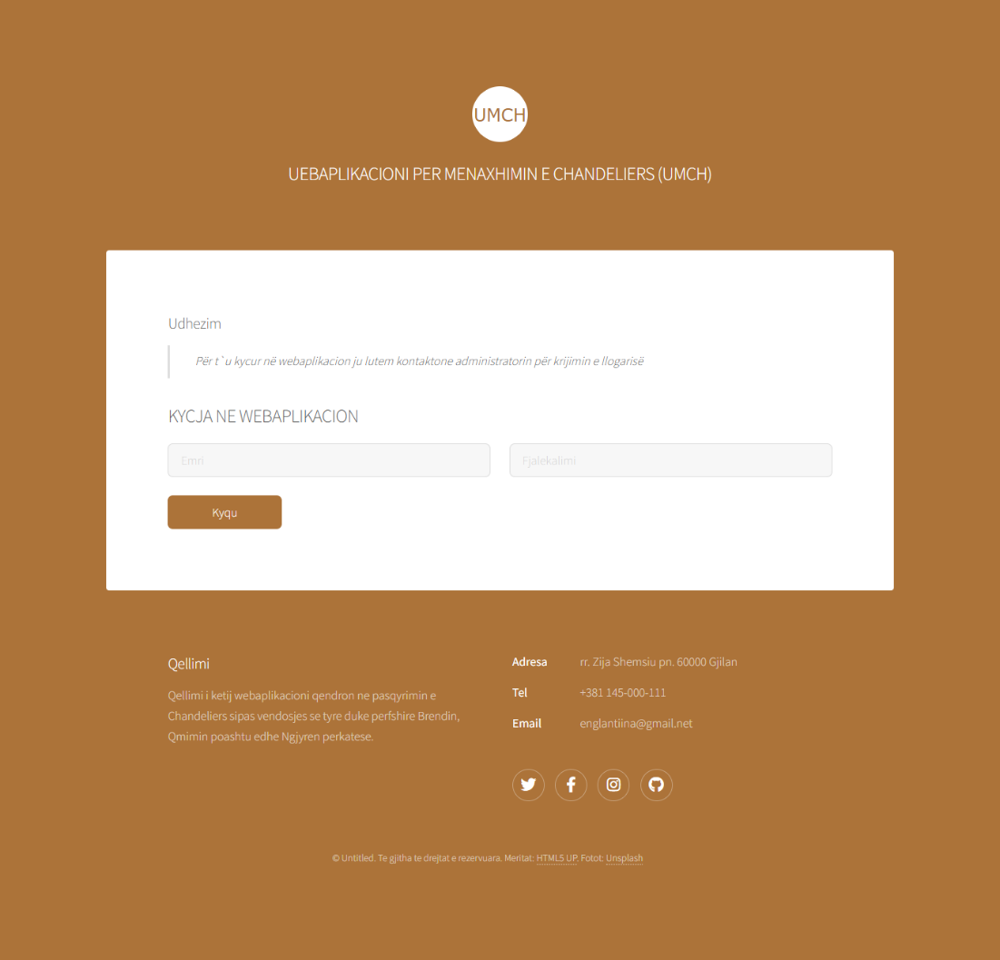 UMCH
UEBAPLIKACIONI PER MENAXHIMIN E CHANDELIERS (UMCH)
Udhezim
Për t`u kycur në webaplikacion ju lutem kontaktone administratorin për krijimin e llogarisë
KYCJA NE WEBAPLIKACION
Emri
Fjalekalimi
Kyqu
Qellimi
Qellimi i ketij webaplikacioni qendron ne pasqyrimin e
Chandeliers sipas vendosjes se tyre duke perfshire Brendin,
Qmimin poashtu edhe Ngjyren perkatese.
Adresa rr. Zija Shemsiu pn. 60000 Gjilan
Tel +381 145-000-111
Email englantiina@gmail.net
© Untitled. Te gjitha te drejtat e rezervuara. Meritat: HTML5 UP. Fotot: Unsplash